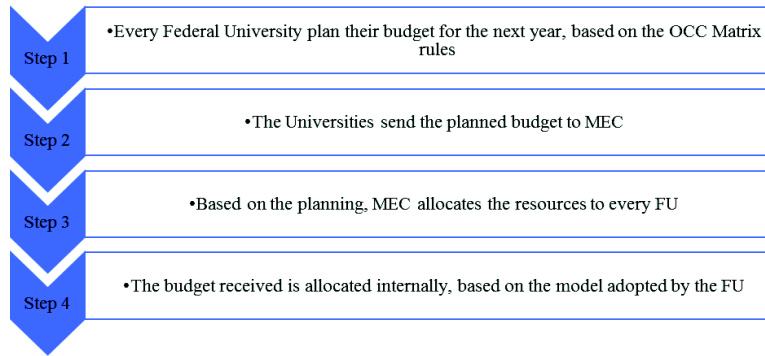 Step 1
•Every Federal University plan their budget for the next year, based on the OCC Matrix
rules
Step 2
•The Universities send the planned budget to MEC
Step 3
•Based on the planning, MEC allocates the resources to every FU
Step 4
•The budget received is allocated internally, based on the model adopted by the FU